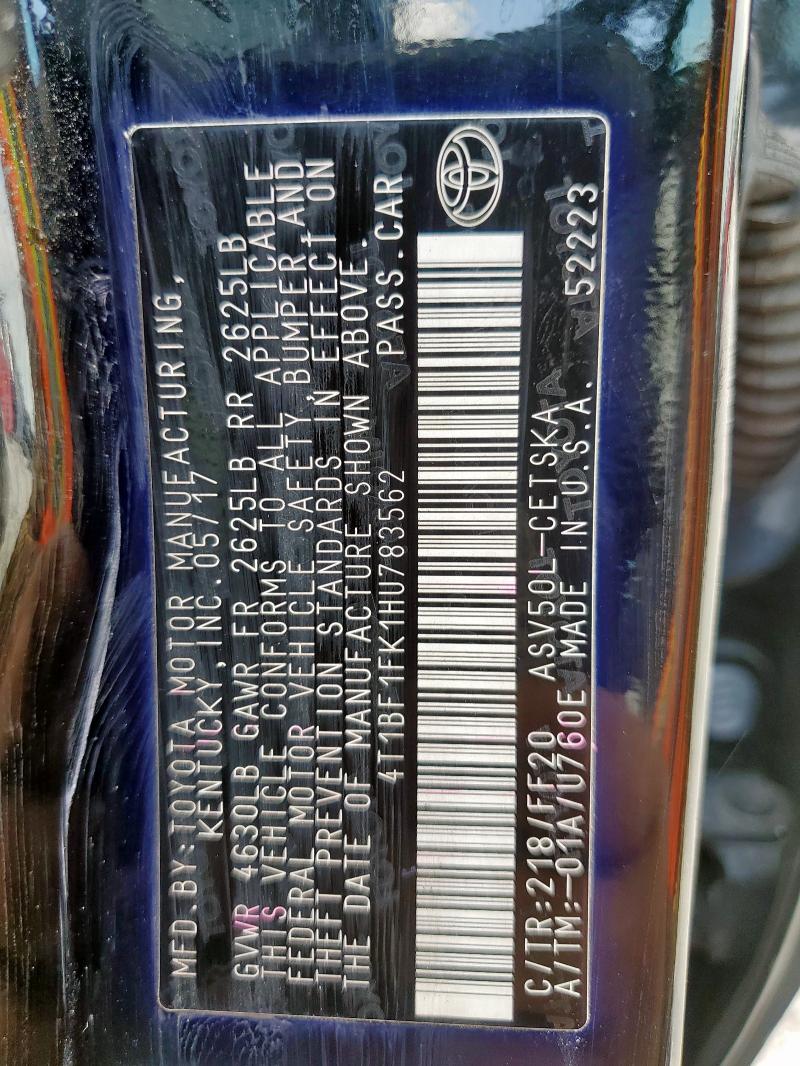 MFD.BY:TOYOTA MOTOR MANUFACTURING,
KENTUCKY, INC.05/17
GVWR 4630LB GAWR FR 2625LB RR 2625LB
THIS VEHICLE CONFORMS TO ALL APPLICABLE
FEDERAL MOTOR VEHICLE SAFETY, BUMPER,AND
THEFT PREVENTION STANDARDS IN EFFECT ON
THE DATE OF MANUFACTURE SHOWN ABOVE.
4T1BF1FK1HU783562 PASS.CAR
C/TR:218//FE20 ASV50L-CETSKA
A/TM:-01A/U760E MADE IN U.S.A. 52223